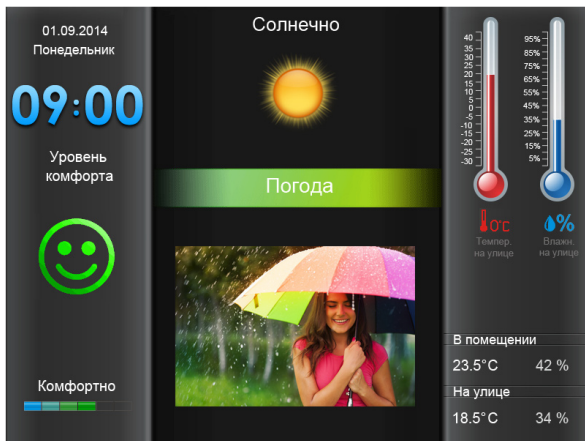 01.09.2014
Понедельник
09:00
Уровень
комфорта
Комфортно
Солнечно
Погода
40
35
30
25
20
15
10
5
0
-5
-10
-15
-20
-25
-30
95%
85%
75%
65%
55%
45%
35%
25%
15%
5%
0°C
Темпер.
на улице
%
Влажн.
на улице
В помещении
23.5°C 42 %
На улице
18.5°C 34 %